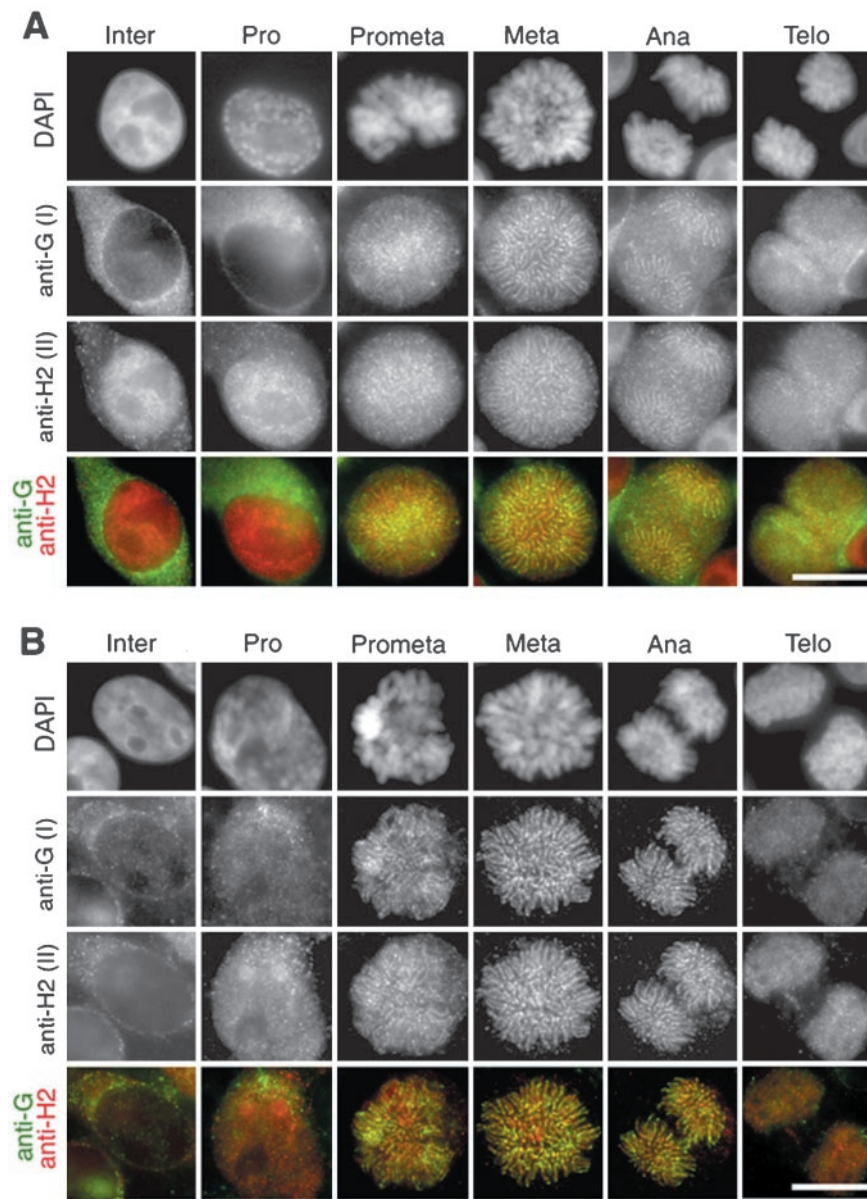 A
Inter Pro Prometa Meta Ana Telo
DAPI
anti-G (I)
anti-H2 (II)
anti-G
anti-H2
B
Inter Pro Prometa Meta Ana Telo
DAPI
anti-G (I)
anti-H2 (II)
anti-G
anti-H2